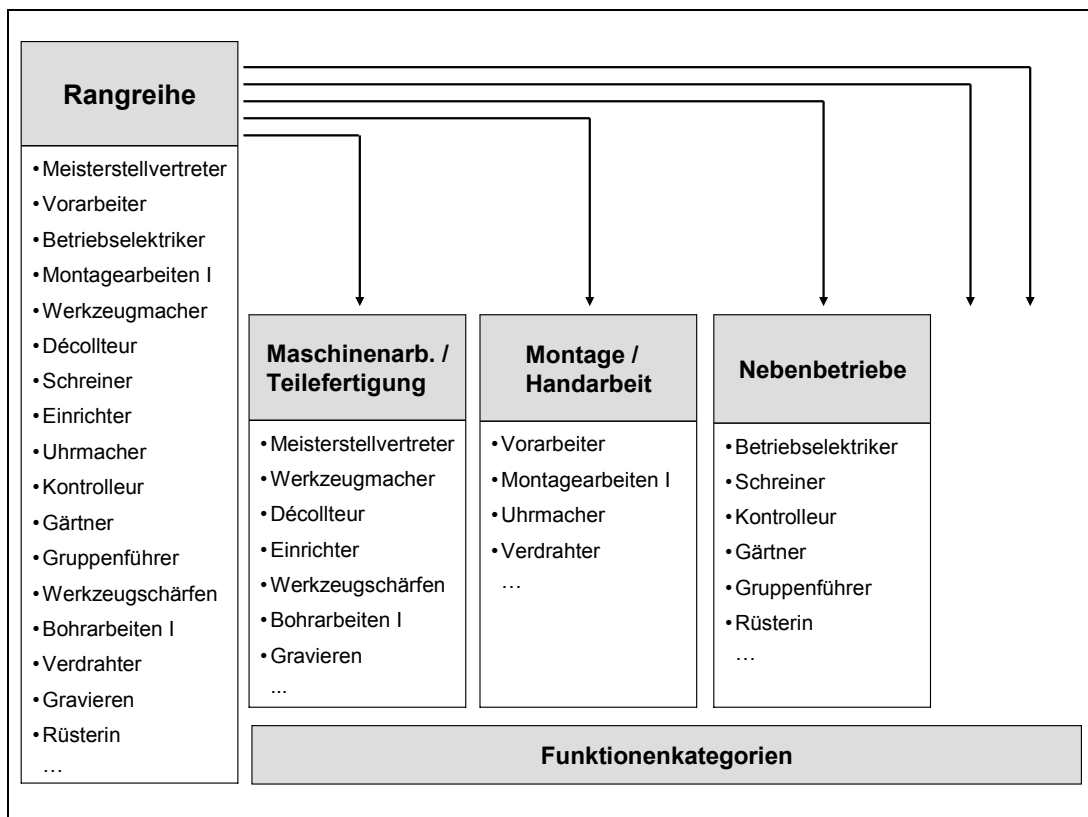 Rangreihe
•Meisterstellvertreter
•Vorarbeiter
•Betriebselektriker
•Montagearbeiten I
•Werkzeugmacher
•Décollteur
•Schreiner
•Einrichter
•Uhrmacher
•Kontrolleur
•Gärtner
•Gruppenführer
•Werkzeugschärfen
•Bohrarbeiten I
•Verdrahter
•Gravieren
•Rüsterin
…
Maschinenarb. /
Teilefertigung
•Meisterstellvertreter
•Werkzeugmacher
•Décollteur
•Einrichter
•Werkzeugschärfen
•Bohrarbeiten I
•Gravieren
...
Montage /
Handarbeit
•Vorarbeiter
•Montagearbeiten I
•Uhrmacher
•Verdrahter
…
Nebenbetriebe
•Betriebselektriker
•Schreiner
•Kontrolleur
•Gärtner
•Gruppenführer
•Rüsterin
…
Funktionenkategorien